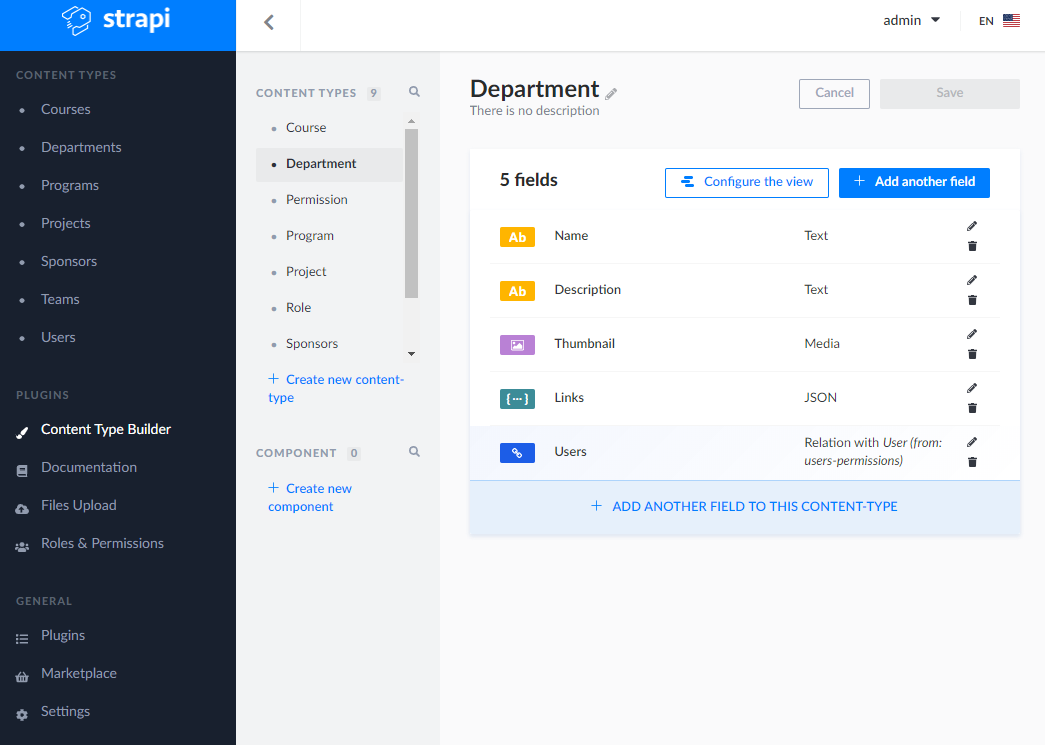 strapi
admin
EN
CONTENT TYPES
Courses
Departments
Programs
Projects
Sponsors
Teams
Users
PLUGINS
Content Type Builder
Documentation
Files Upload
Roles & Permissions
GENERAL
Plugins
Marketplace
Settings
CONTENT TYPES 9
Course
Department
Permission
Program
Project
Role
Sponsors
+ Create new content-
type
COMPONENT 0
+ Create new
component
Department
There is no description
Cancel
Save
5 fields
Configure the view
+ Add another field
Ab Name Text
Ab Description Text
Thumbnail Media
{···} Links JSON
Users Relation with User (from:
users-permissions)
+ ADD ANOTHER FIELD TO THIS CONTENT-TYPE